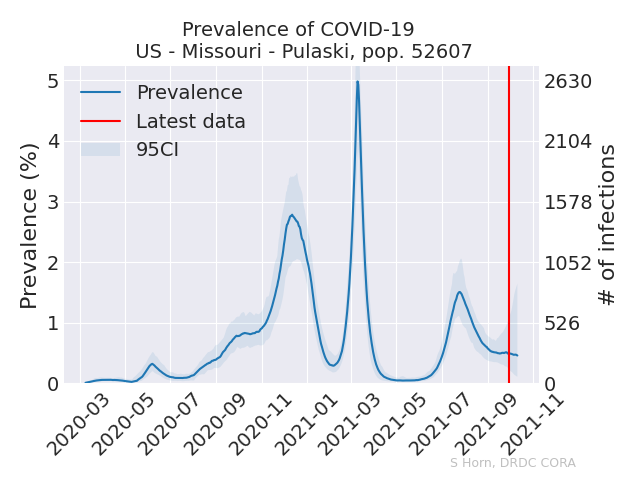 Prevalence of COVID-19
US - Missouri - Pulaski, pop. 52607
Prevalence
Latest data
95CI
Prevalence (%)
5
4
3
2
1
0
2630
2104
1578
1052
526
0
# of infections
2020-03
2020-05
2020-07
2020-09
2020-11
2021-01
2021-03
2021-05
2021-07
2021-09
2021-11
S Horn, DRDC CORA